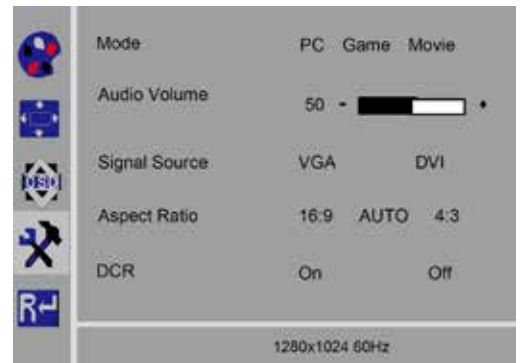 Mode PC Game Movie
Audio Volume 50 - +
Signal Source VGA DVI
OSD
Aspect Ratio 16:9 AUTO 4:3
DCR On Off
R
1280x1024 60Hz